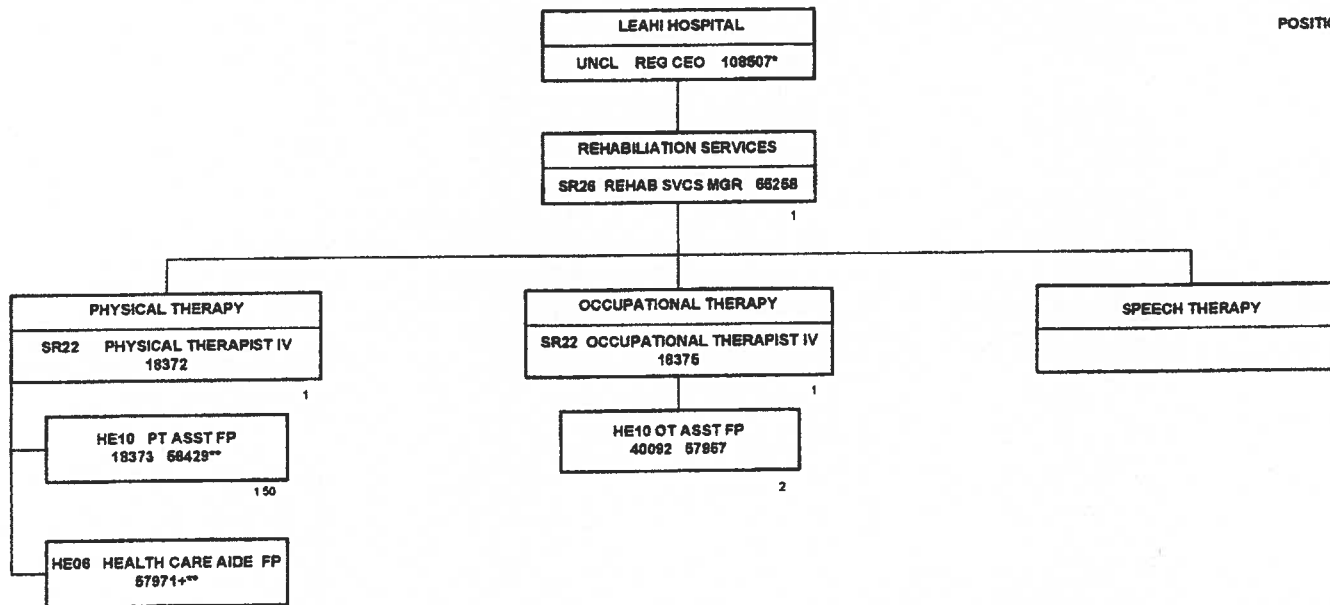 LEAHI HOSPITAL
UNCL REG CEO 108507*
POSITI
REHABILIATION SERVICES
SR26 REHAB SVCS MGR 55258
1
PHYSICAL THERAPY
SR22 PHYSICAL THERAPIST IV
18372
1
OCCUPATIONAL THERAPY
SR22 OCCUPATIONAL THERAPIST IV
18375
1
SPEECH THERAPY
HE10 PT ASST FP
18373 58429**
1 50
HE10 OT ASST FP
40092 57957
2
HE06 HEALTH CARE AIDE FP
57971+**